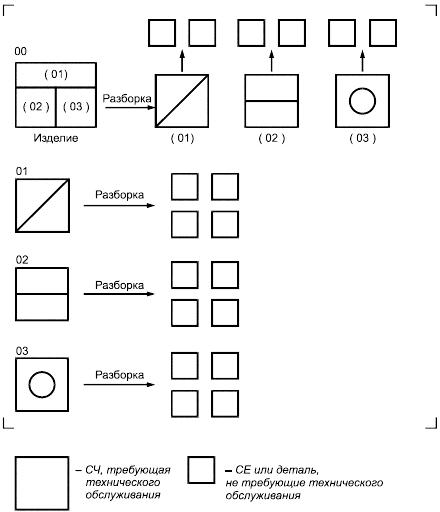 00
( 01)
( 02 ) ( 03 )
Изделие
Разборка
( 01) ( 02 ) ( 03 )
01
Разборка
02
Разборка
03
Разборка
– СЧ, требующая
технического
обслуживания
– СЕ или деталь,
не требующие технического
обслуживания